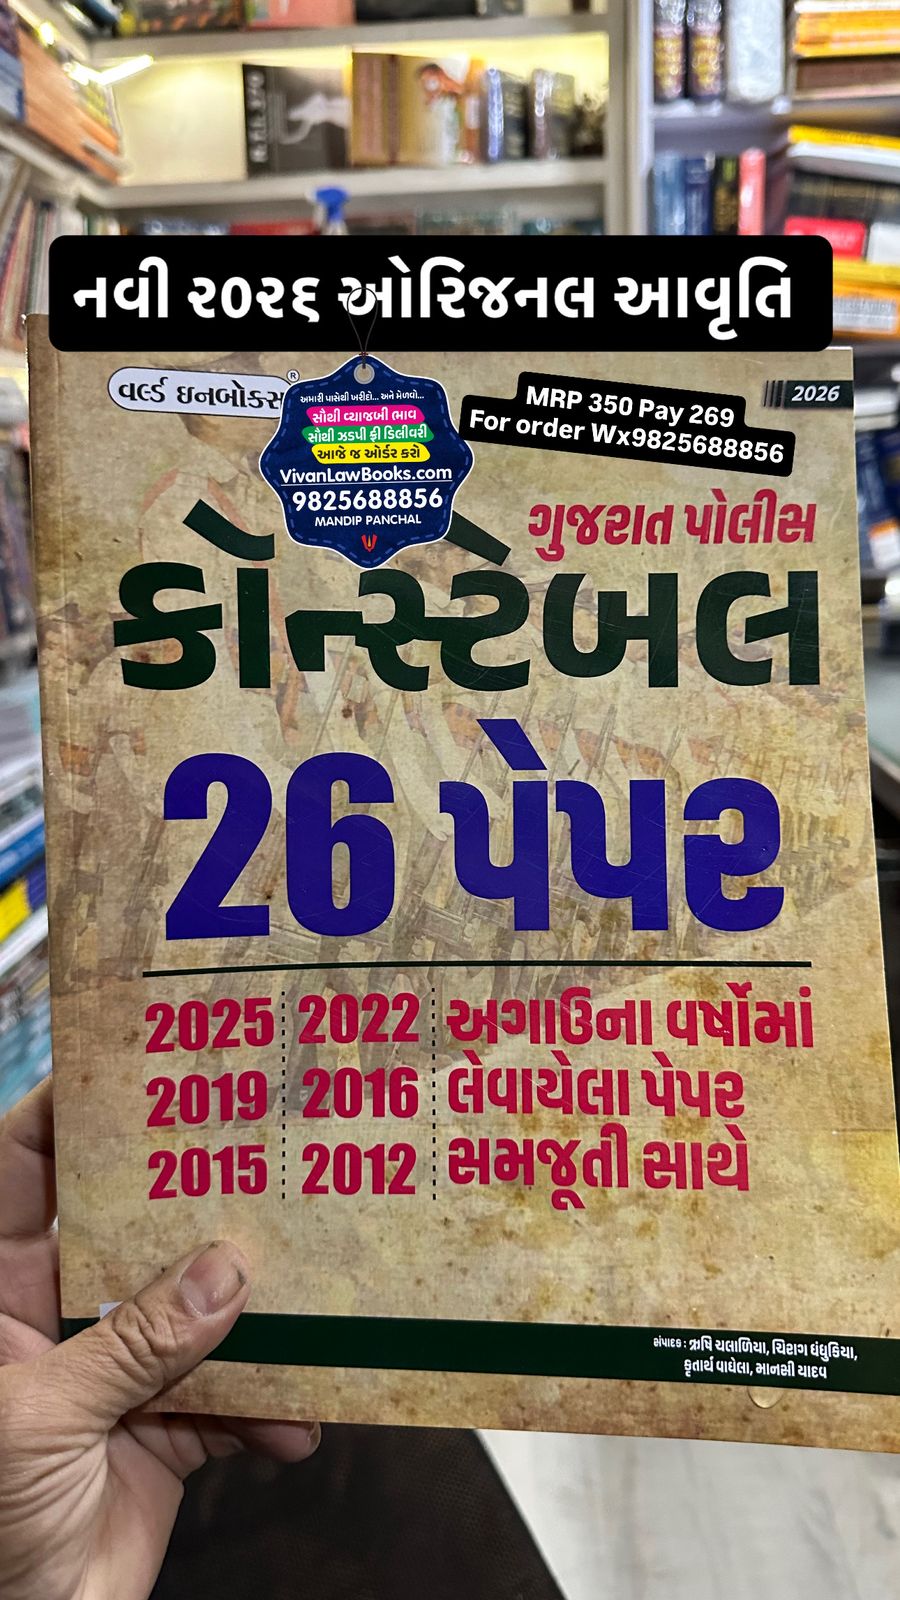 નવી ૨૦૨૬ ઓરિજનલ આવૃતિ
વર્લ્ડ ઇનબોક્સ
®
અમારી પાસેથી ખરીદો... અને મેળવો...
સૌથી વ્યાજબી ભાવ
સૌથી ઝડપી ફ્રી ડિલીવરી
આજે જ ઓર્ડર કરો
VivanLawBooks.com
9825688856
MANDIP PANCHAL
MRP 350 Pay 269
For order Wx9825688856
2026
ગુજરાત પોલીસ
કોન્સ્ટેબલ
26 પેપર
2025 2022 અગાઉના વર્ષોમાં
2019 2016 લેવાયેલા પેપર
2015 2012 સમજૂતી સાથે
સંપાદક : ઋષિ ચલાળિયા, ચિરાગ ધંધુકિયા,
કૃતાર્થ વાઘેલા, માનસી યાદવ